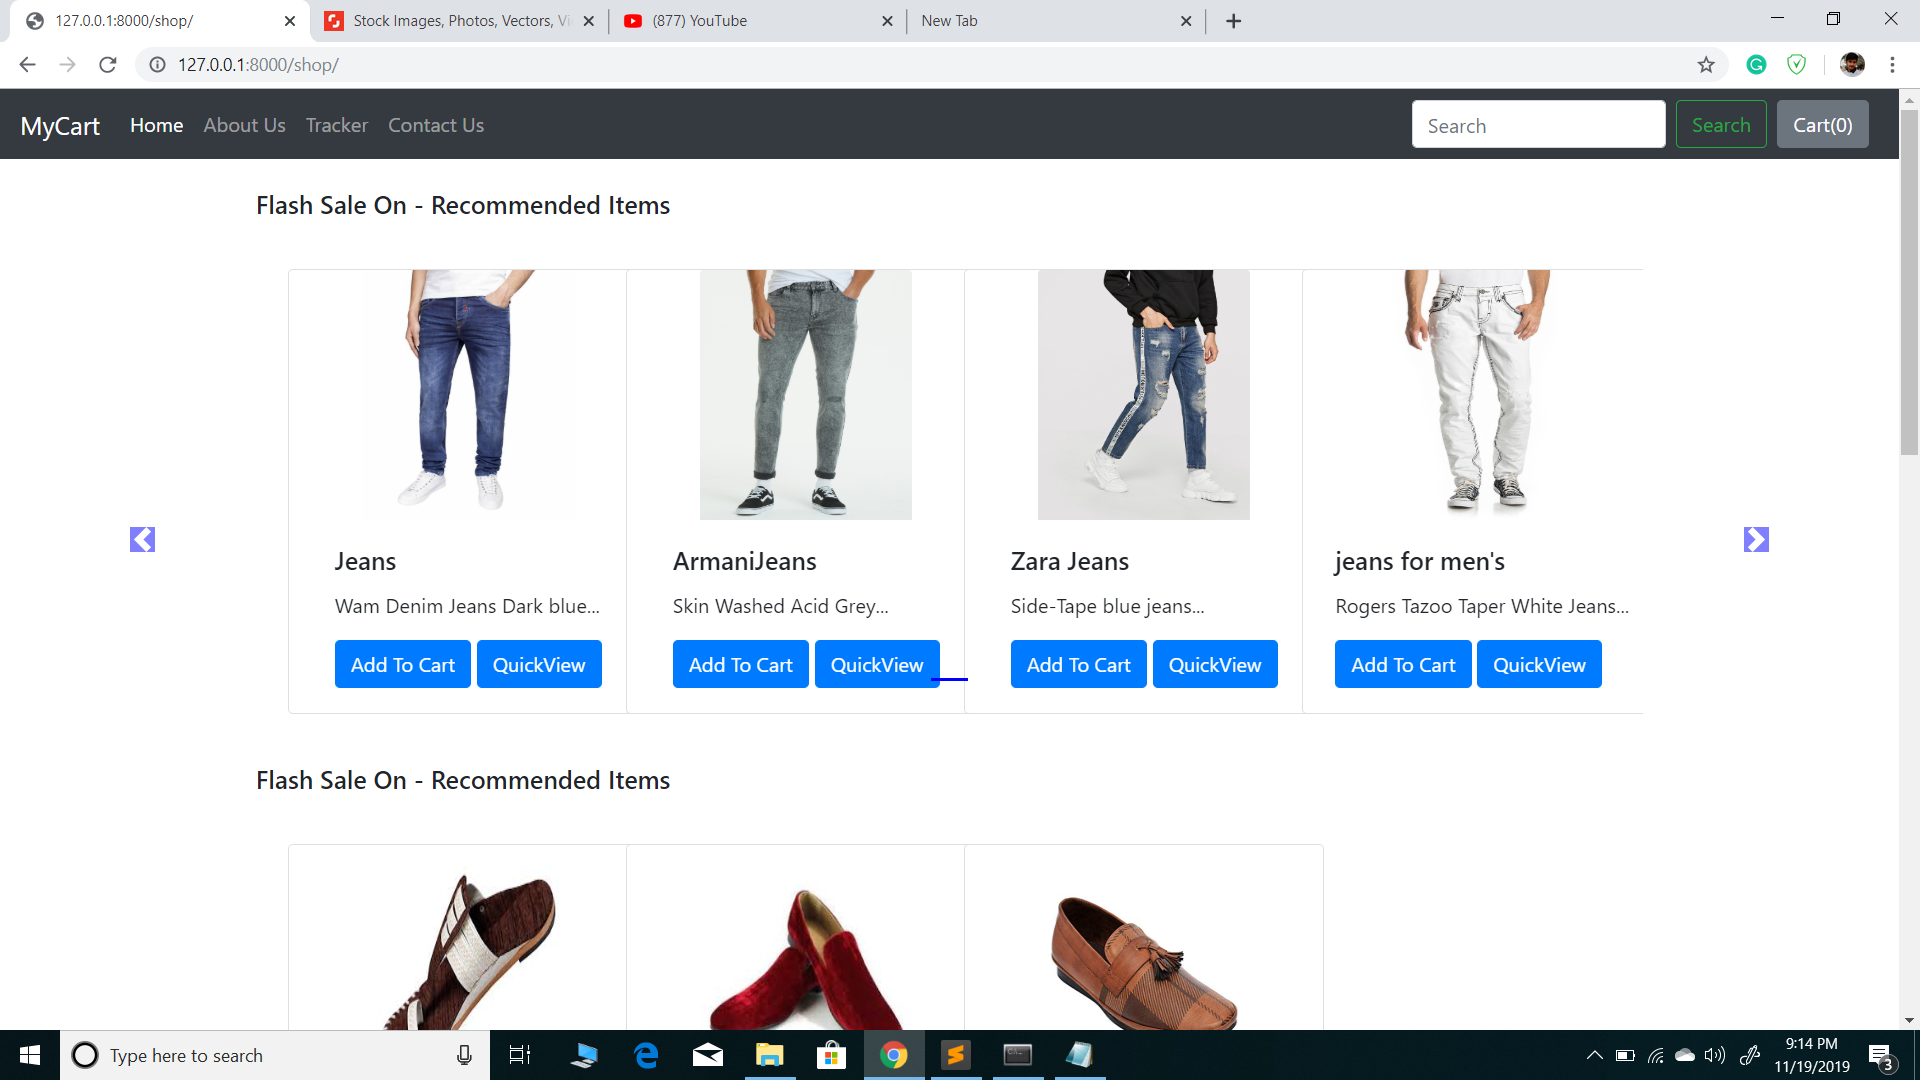 127.0.0.1:8000/shop/
Stock Images, Photos, Vectors, Vi
(877) YouTube
New Tab
127.0.0.1:8000/shop/
MyCart Home About Us Tracker Contact Us
Search
Search
Cart(0)
Flash Sale On - Recommended Items
Jeans
Wam Denim Jeans Dark blue...
Add To Cart QuickView
ArmaniJeans
Skin Washed Acid Grey...
Add To Cart QuickView
Zara Jeans
Side-Tape blue jeans...
Add To Cart QuickView
jeans for men's
Rogers Tazoo Taper White Jeans...
Add To Cart QuickView
Flash Sale On - Recommended Items
Type here to search
9:14 PM
11/19/2019
3